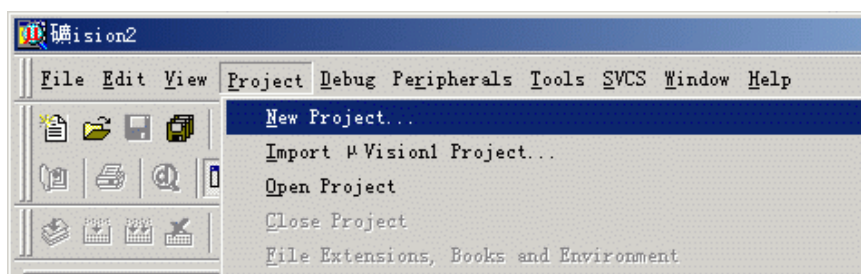 礦ision2
File Edit View Project Debug Peripherals Tools SVCS Window Help
New Project...
Import μVision1 Project...
Open Project
Close Project
File Extensions, Books and Environment